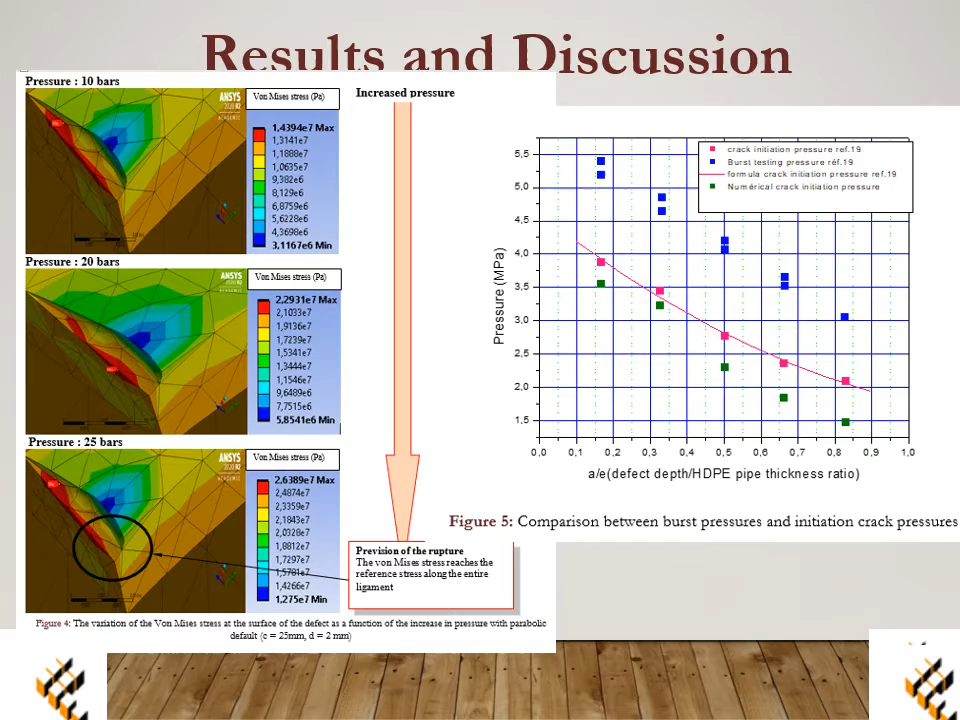 Results and Discussion
Pressure : 10 bars
ANSYS
2020 R2
ACADEMIC
Von Mises stress (Pa)
1,4394e7 Max
1,3141e7
1,1888e7
1,0635e7
9,382e6
8,129e6
6,8759e6
5,6228e6
4,3698e6
3,1167e6 Min
Pressure : 20 bars
ANSYS
2020 R2
ACADEMIC
Von Mises stress (Pa)
2,2931e7 Max
2,1033e7
1,9136e7
1,7239e7
1,5341e7
1,3444e7
1,1546e7
9,6489e6
7,7515e6
5,8541e6 Min
Pressure : 25 bars
ANSYS
2020 R2
ACADEMIC
Von Mises stress (Pa)
2,6389e7 Max
2,4874e7
2,3359e7
2,1843e7
2,0328e7
1,8812e7
1,7297e7
1,5781e7
1,4266e7
1,275e7 Min
Increased pressure
Prevision of the rupture
The von Mises stress reaches the
reference stress along the entire
ligament
Figure 4: The variation of the Von Mises stress at the surface of the defect as a function of the increase in pressure with parabolic
default (c = 25mm, d = 2 mm)
crack initiation pressure ref.19
Burst testing pressure réf.19
formula crack initiation pressure ref.19
Numérical crack initiation pressure
Pressure (MPa)
5,5
5,0
4,5
4,0
3,5
3,0
2,5
2,0
1,5
0,0 0,1 0,2 0,3 0,4 0,5 0,6 0,7 0,8 0,9 1,0
a/e(defect depth/HDPE pipe thickness ratio)
Figure 5: Comparison between burst pressures and initiation crack pressures